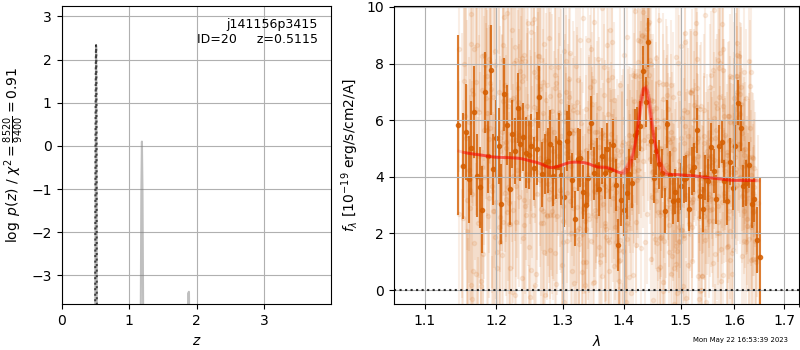 j141156p3415
ID=20 z=0.5115
log p(z) / χ² = 8520/9400 = 0.91
3
2
1
0
−1
−2
−3
0 1 2 3
z
f_λ [10⁻¹⁹ erg/s/cm2/A]
10
8
6
4
2
0
1.1 1.2 1.3 1.4 1.5 1.6 1.7
λ
Mon May 22 16:53:39 2023